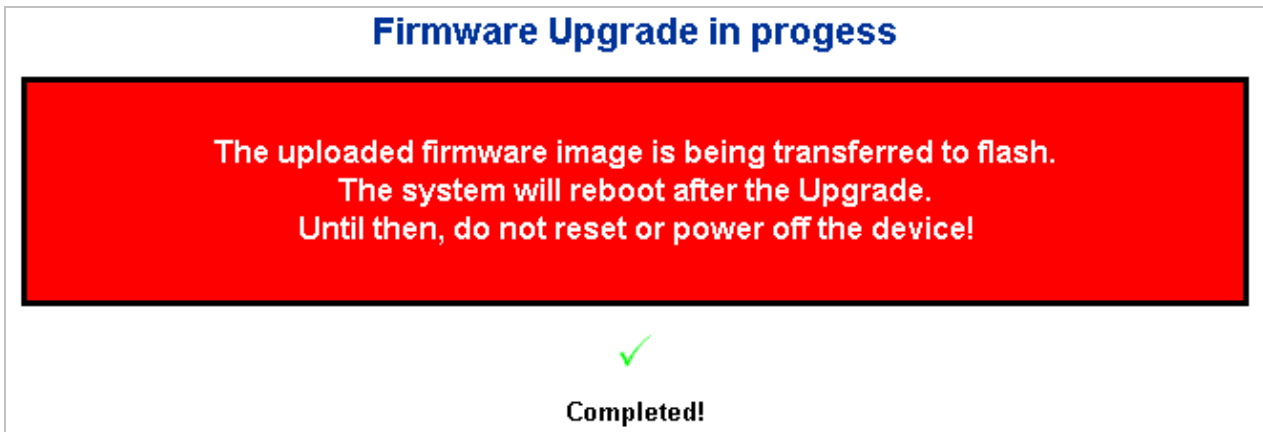 Firmware Upgrade in progess
The uploaded firmware image is being transferred to flash.
The system will reboot after the Upgrade.
Until then, do not reset or power off the device!
Completed!